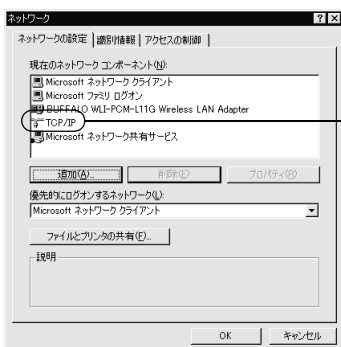 ネットワーク
ネットワークの設定 識別情報 アクセスの制御
現在のネットワーク コンポーネント(N):
Microsoft ネットワーク クライアント
Microsoft ファミリ ログオン
BUFFALO WLI-PCM-L11G Wireless LAN Adapter
TCP/IP
Microsoft ネットワーク共有サービス
追加(A)... 削除(E) プロパティ(R)
優先的にログオンするネットワーク(L):
Microsoft ネットワーク クライアント
ファイルとプリンタの共有(F)...
説明
OK キャンセル